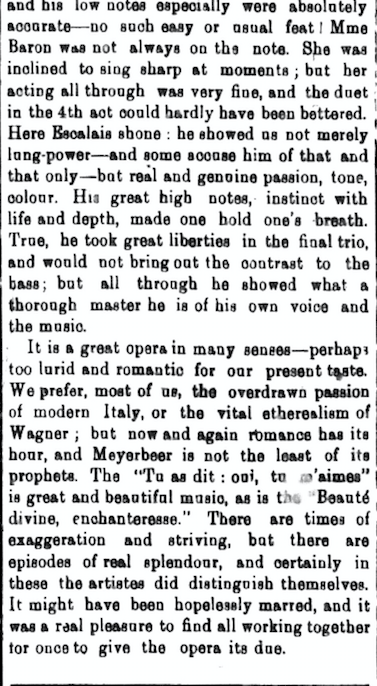 and his low notes especially were absolutely
accurate—no such easy or usual feat! Mme
Baron was not always on the note. She was
inclined to sing sharp at moments; but her
acting all through was very fine, and the duet
in the 4th act could hardly have been bettered.
Here Escalais shone: he showed us not merely
lung-power—and some accuse him of that and
that only—but real and genuine passion, tone,
colour. His great high notes, instinct with
life and depth, made one hold one's breath.
True, he took great liberties in the final trio,
and would not bring out the contrast to the
bass; but all through he showed what a
thorough master he is of his own voice and
the music.
It is a great opera in many senses—perhaps
too lurid and romantic for our present taste.
We prefer, most of us, the overdrawn passion
of modern Italy, or the vital etherealism of
Wagner; but now and again romance has its
hour, and Meyerbeer is not the least of its
prophets. The "Tu as dit: oui, tu m'aimes"
is great and beautiful music, as is the "Beauté
divine, enchanteresse." There are times of
exaggeration and striving, but there are
episodes of real splendour, and certainly in
these the artistes did distinguish themselves.
It might have been hopelessly marred, and it
was a real pleasure to find all working together
for once to give the opera its due.